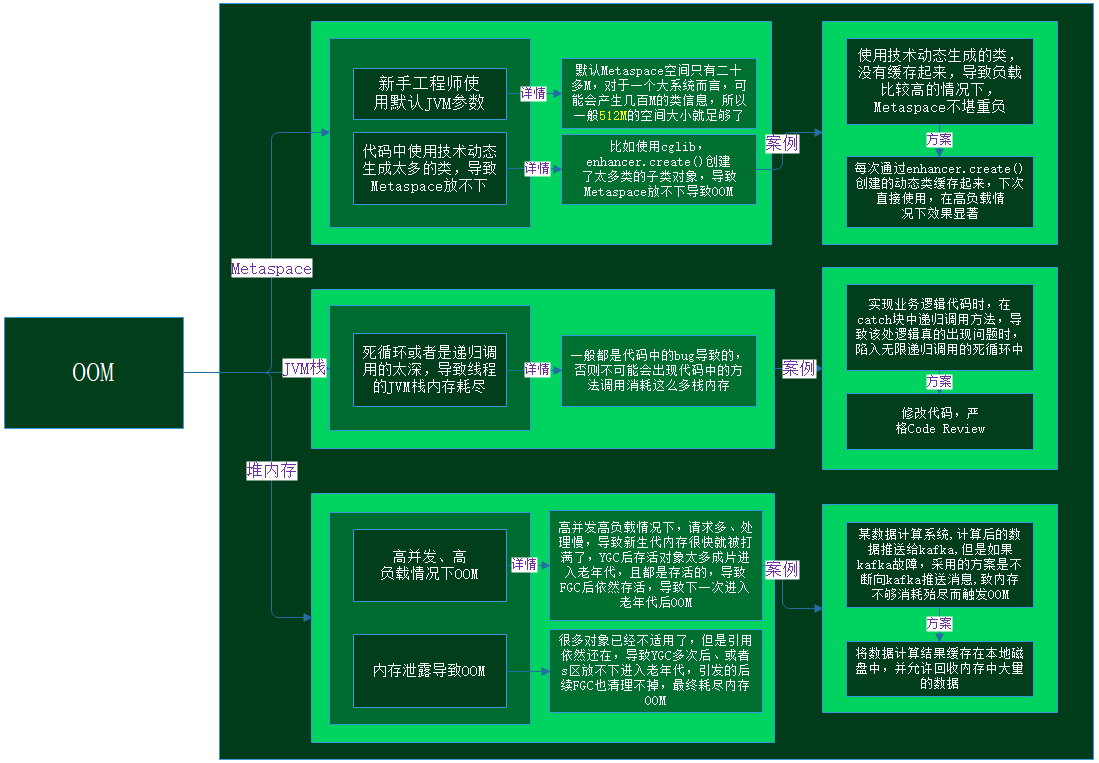 OOM
Metaspace
新手工程师使
用默认JVM参数
详情
默认Metaspace空间只有二十
多M，对于一个大系统而言，可
能会产生几百M的类信息，所以
一般512M的空间大小就足够了
代码中使用技术动态
生成太多的类，导致
Metaspace放不下
详情
比如使用cglib，
enhancer.create()创建
了太多类的子类对象，导致
Metaspace放不下导致OOM
案例
使用技术动态生成的类，
没有缓存起来，导致负载
比较高的情况下，
Metaspace不堪重负
方案
每次通过enhancer.create()
创建的动态类缓存起来，下次
直接使用，在高负载情
况下效果显著
JVM栈
死循环或者是递归调
用的太深，导致线程
的JVM栈内存耗尽
详情
一般都是代码中的bug导致的，
否则不可能会出现代码中的方
法调用消耗这么多栈内存
案例
实现业务逻辑代码时，在
catch块中递归调用方法，导
致该处逻辑真的出现问题时，
陷入无限递归调用的死循环中
方案
修改代码，严
格Code Review
堆内存
高并发、高
负载情况下OOM
详情
高并发高负载情况下，请求多、处
理慢，导致新生代内存很快就被打
满了，YGC后存活对象太多成片进
入老年代，且都是存活的，导致
FGC后依然存活，导致下一次进入
老年代后OOM
内存泄露导致OOM
很多对象已经不适用了，但是引用
依然还在，导致YGC多次后、或者
s区放不下进入老年代，引发的后
续FGC也清理不掉，最终耗尽内存
OOM
案例
某数据计算系统,计算后的数
据推送给kafka,但是如果
kafka故障，采用的方案是不
断向kafka推送消息,致内存
不够消耗殆尽而触发OOM
方案
将数据计算结果缓存在本地磁
盘中，并允许回收内存中大量
的数据